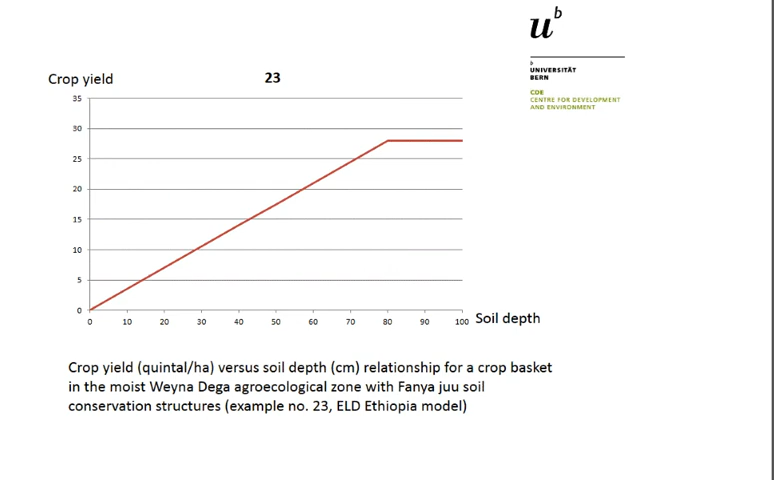 u^b
b
UNIVERSITÄT
BERN
CDE
CENTRE FOR DEVELOPMENT
AND ENVIRONMENT
Crop yield
23
35
30
25
20
15
10
5
0
0 10 20 30 40 50 60 70 80 90 100
Soil depth
Crop yield (quintal/ha) versus soil depth (cm) relationship for a crop basket
in the moist Weyna Dega agroecological zone with Fanya juu soil
conservation structures (example no. 23, ELD Ethiopia model)